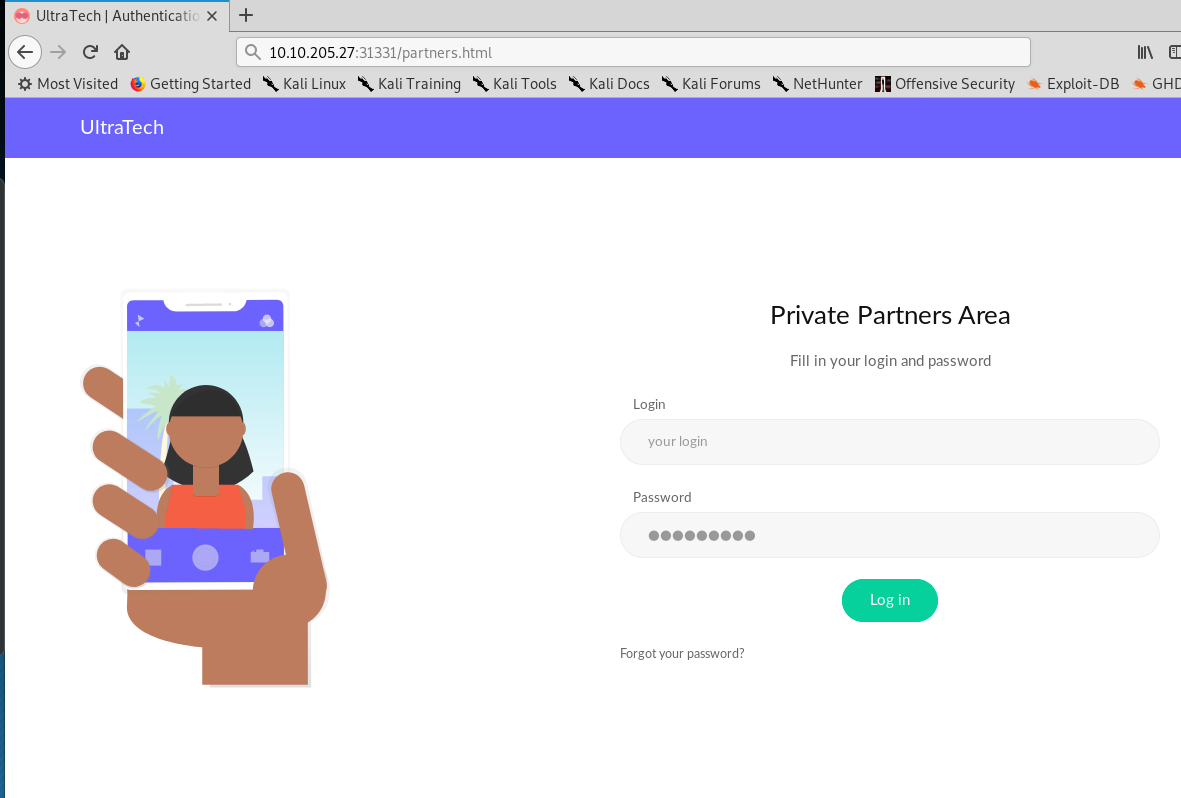 UltraTech | Authenticatio
10.10.205.27:31331/partners.html
Most Visited Getting Started Kali Linux Kali Training Kali Tools Kali Docs Kali Forums NetHunter Offensive Security Exploit-DB GHD
UltraTech
Private Partners Area
Fill in your login and password
Login
your login
Password
●●●●●●●●●
Log in
Forgot your password?